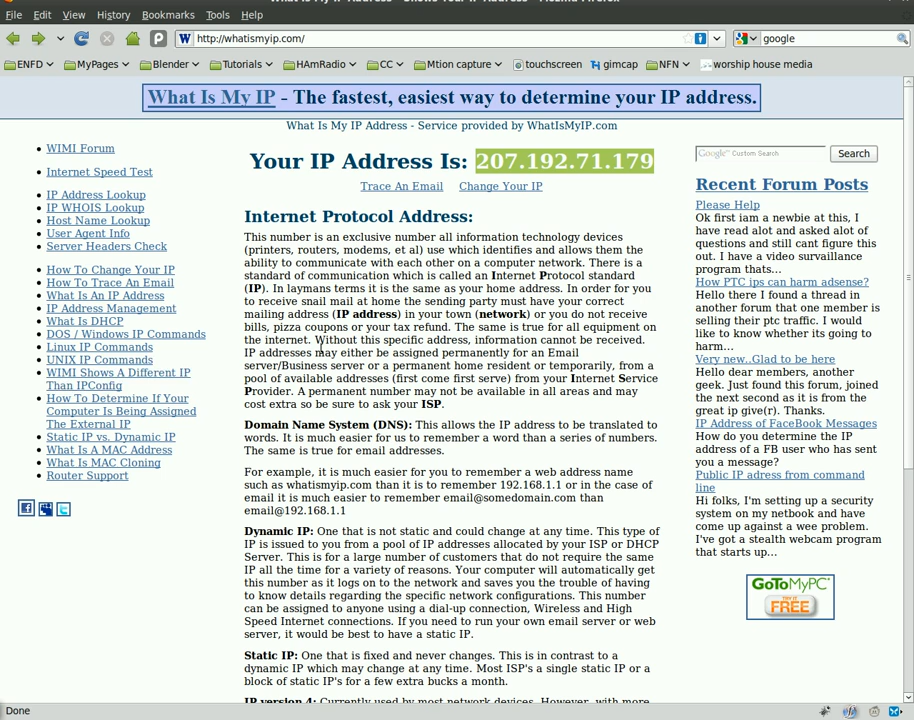 File Edit View History Bookmarks Tools Help
http://whatismyip.com/
google
ENFD MyPages Blender Tutorials HAmRadio CC Mtion capture touchscreen gimcap NFN worship house media
What Is My IP - The fastest, easiest way to determine your IP address.
What Is My IP Address - Service provided by WhatIsMyIP.com
WIMI Forum
Internet Speed Test
IP Address Lookup
IP WHOIS Lookup
Host Name Lookup
User Agent Info
Server Headers Check
How To Change Your IP
How To Trace An Email
What Is An IP Address
IP Address Management
What Is DHCP
DOS / Windows IP Commands
Linux IP Commands
UNIX IP Commands
WIMI Shows A Different IP
Than IPConfig
How To Determine If Your
Computer Is Being Assigned
The External IP
Static IP vs. Dynamic IP
What Is A MAC Address
What Is MAC Cloning
Router Support
Your IP Address Is: 207.192.71.179
Trace An Email Change Your IP
Internet Protocol Address:
This number is an exclusive number all information technology devices
(printers, routers, modems, et al) use which identifies and allows them the
ability to communicate with each other on a computer network. There is a
standard of communication which is called an Internet Protocol standard
(IP). In laymans terms it is the same as your home address. In order for you
to receive snail mail at home the sending party must have your correct
mailing address (IP address) in your town (network) or you do not receive
bills, pizza coupons or your tax refund. The same is true for all equipment on
the internet. Without this specific address, information cannot be received.
IP addresses may either be assigned permanently for an Email
server/Business server or a permanent home resident or temporarily, from a
pool of available addresses (first come first serve) from your Internet Service
Provider. A permanent number may not be available in all areas and may
cost extra so be sure to ask your ISP.
Domain Name System (DNS): This allows the IP address to be translated to
words. It is much easier for us to remember a word than a series of numbers.
The same is true for email addresses.
For example, it is much easier for you to remember a web address name
such as whatismyip.com than it is to remember 192.168.1.1 or in the case of
email it is much easier to remember email@somedomain.com than
email@192.168.1.1
Dynamic IP: One that is not static and could change at any time. This type of
IP is issued to you from a pool of IP addresses allocated by your ISP or DHCP
Server. This is for a large number of customers that do not require the same
IP all the time for a variety of reasons. Your computer will automatically get
this number as it logs on to the network and saves you the trouble of having
to know details regarding the specific network configurations. This number
can be assigned to anyone using a dial-up connection, Wireless and High
Speed Internet connections. If you need to run your own email server or web
server, it would be best to have a static IP.
Static IP: One that is fixed and never changes. This is in contrast to a
dynamic IP which may change at any time. Most ISP's a single static IP or a
block of static IP's for a few extra bucks a month.
IP version 4: Currently used by most network devices. However, with more
Google Custom Search Search
Recent Forum Posts
Please Help
Ok first iam a newbie at this, I
have read alot and asked alot of
questions and still cant figure this
out. I have a video survaillance
program thats...
How PTC ips can harm adsense?
Hello there I found a thread in
another forum that one member is
selling their ptc traffic. I would
like to know whether its going to
harm...
Very new..Glad to be here
Hello dear members, another
geek. Just found this forum, joined
the next second as it is from the
great ip give(r). Thanks.
IP Address of FaceBook Messages
How do you determine the IP
address of a FB user who has sent
you a message?
Public IP adress from command
line
Hi folks, I'm setting up a security
system on my netbook and have
come up against a wee problem.
I've got a stealth webcam program
that starts up...
GoToMyPC
TRY IT
FREE
Done